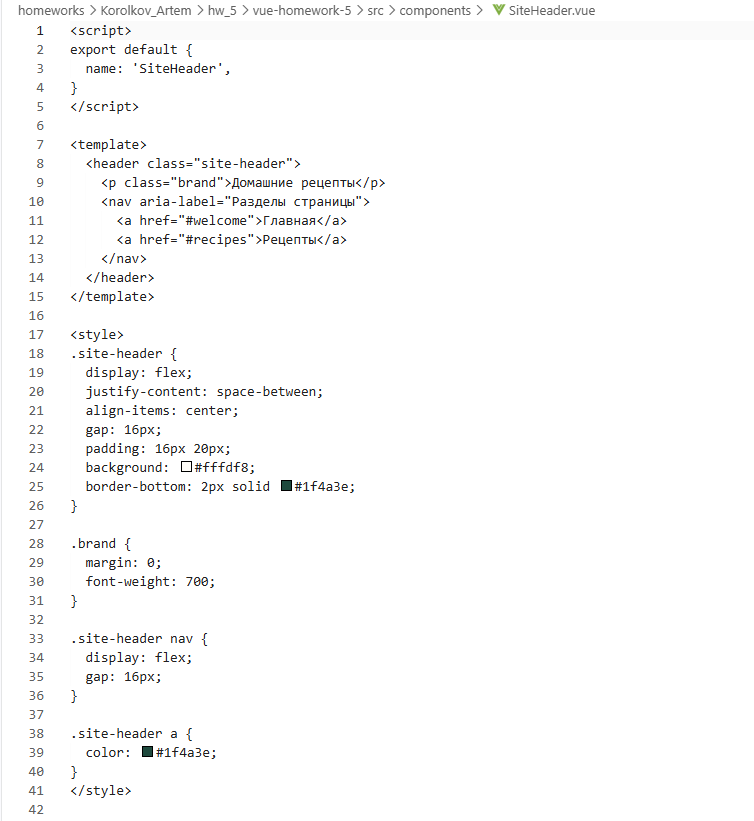 homeworks > Korolkov_Artem > hw_5 > vue-homework-5 > src > components > SiteHeader.vue
1 <script>
2 export default {
3   name: 'SiteHeader',
4 }
5 </script>
6
7 <template>
8   <header class="site-header">
9     <p class="brand">Домашние рецепты</p>
10     <nav aria-label="Разделы страницы">
11       <a href="#welcome">Главная</a>
12       <a href="#recipes">Рецепты</a>
13     </nav>
14   </header>
15 </template>
16
17 <style>
18 .site-header {
19   display: flex;
20   justify-content: space-between;
21   align-items: center;
22   gap: 16px;
23   padding: 16px 20px;
24   background: #fffdf8;
25   border-bottom: 2px solid #1f4a3e;
26 }
27
28 .brand {
29   margin: 0;
30   font-weight: 700;
31 }
32
33 .site-header nav {
34   display: flex;
35   gap: 16px;
36 }
37
38 .site-header a {
39   color: #1f4a3e;
40 }
41 </style>
42